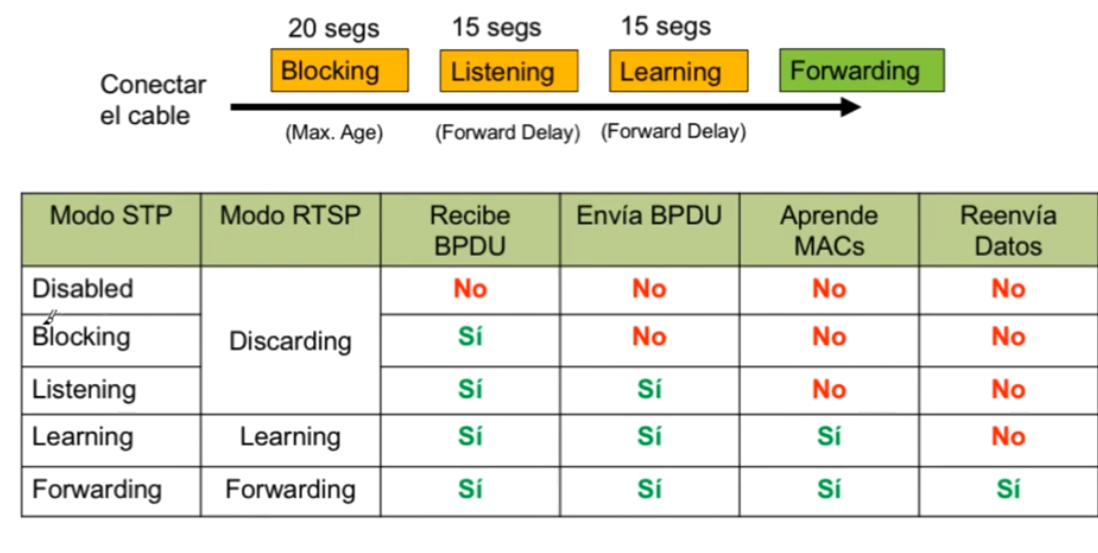 20 segs 15 segs 15 segs
Blocking Listening Learning Forwarding
Conectar
el cable
(Max. Age) (Forward Delay) (Forward Delay)
Modo STP Modo RTSP Recibe BPDU Envía BPDU Aprende MACs Reenvía Datos
Disabled No No No No
Blocking Discarding Sí No No No
Listening Sí Sí No No
Learning Learning Sí Sí Sí No
Forwarding Forwarding Sí Sí Sí Sí